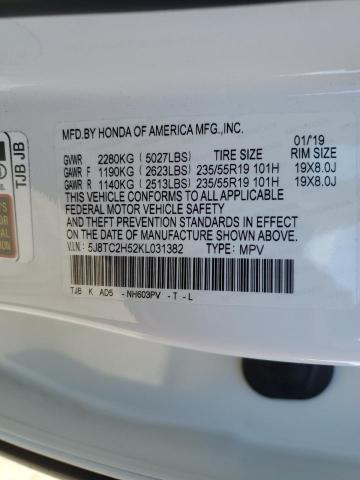 TJB JB
MFD.BY HONDA OF AMERICA MFG.,INC.
01/19
GVWR 2280KG (5027LBS) TIRE SIZE RIM SIZE
GAWR F 1190KG (2623LBS) 235/55R19 101H 19X8.0J
GAWR R 1140KG (2513LBS) 235/55R19 101H 19X8.0J
THIS VEHICLE CONFORMS TO ALL APPLICABLE
FEDERAL MOTOR VEHICLE SAFETY
AND THEFT PREVENTION STANDARDS IN EFFECT ON
THE DATE OF MANUFACTURE SHOWN ABOVE.
V.I.N: 5J8TC2H52KL031382 TYPE: MPV
TJB K AD5 -NH603PV -T -L